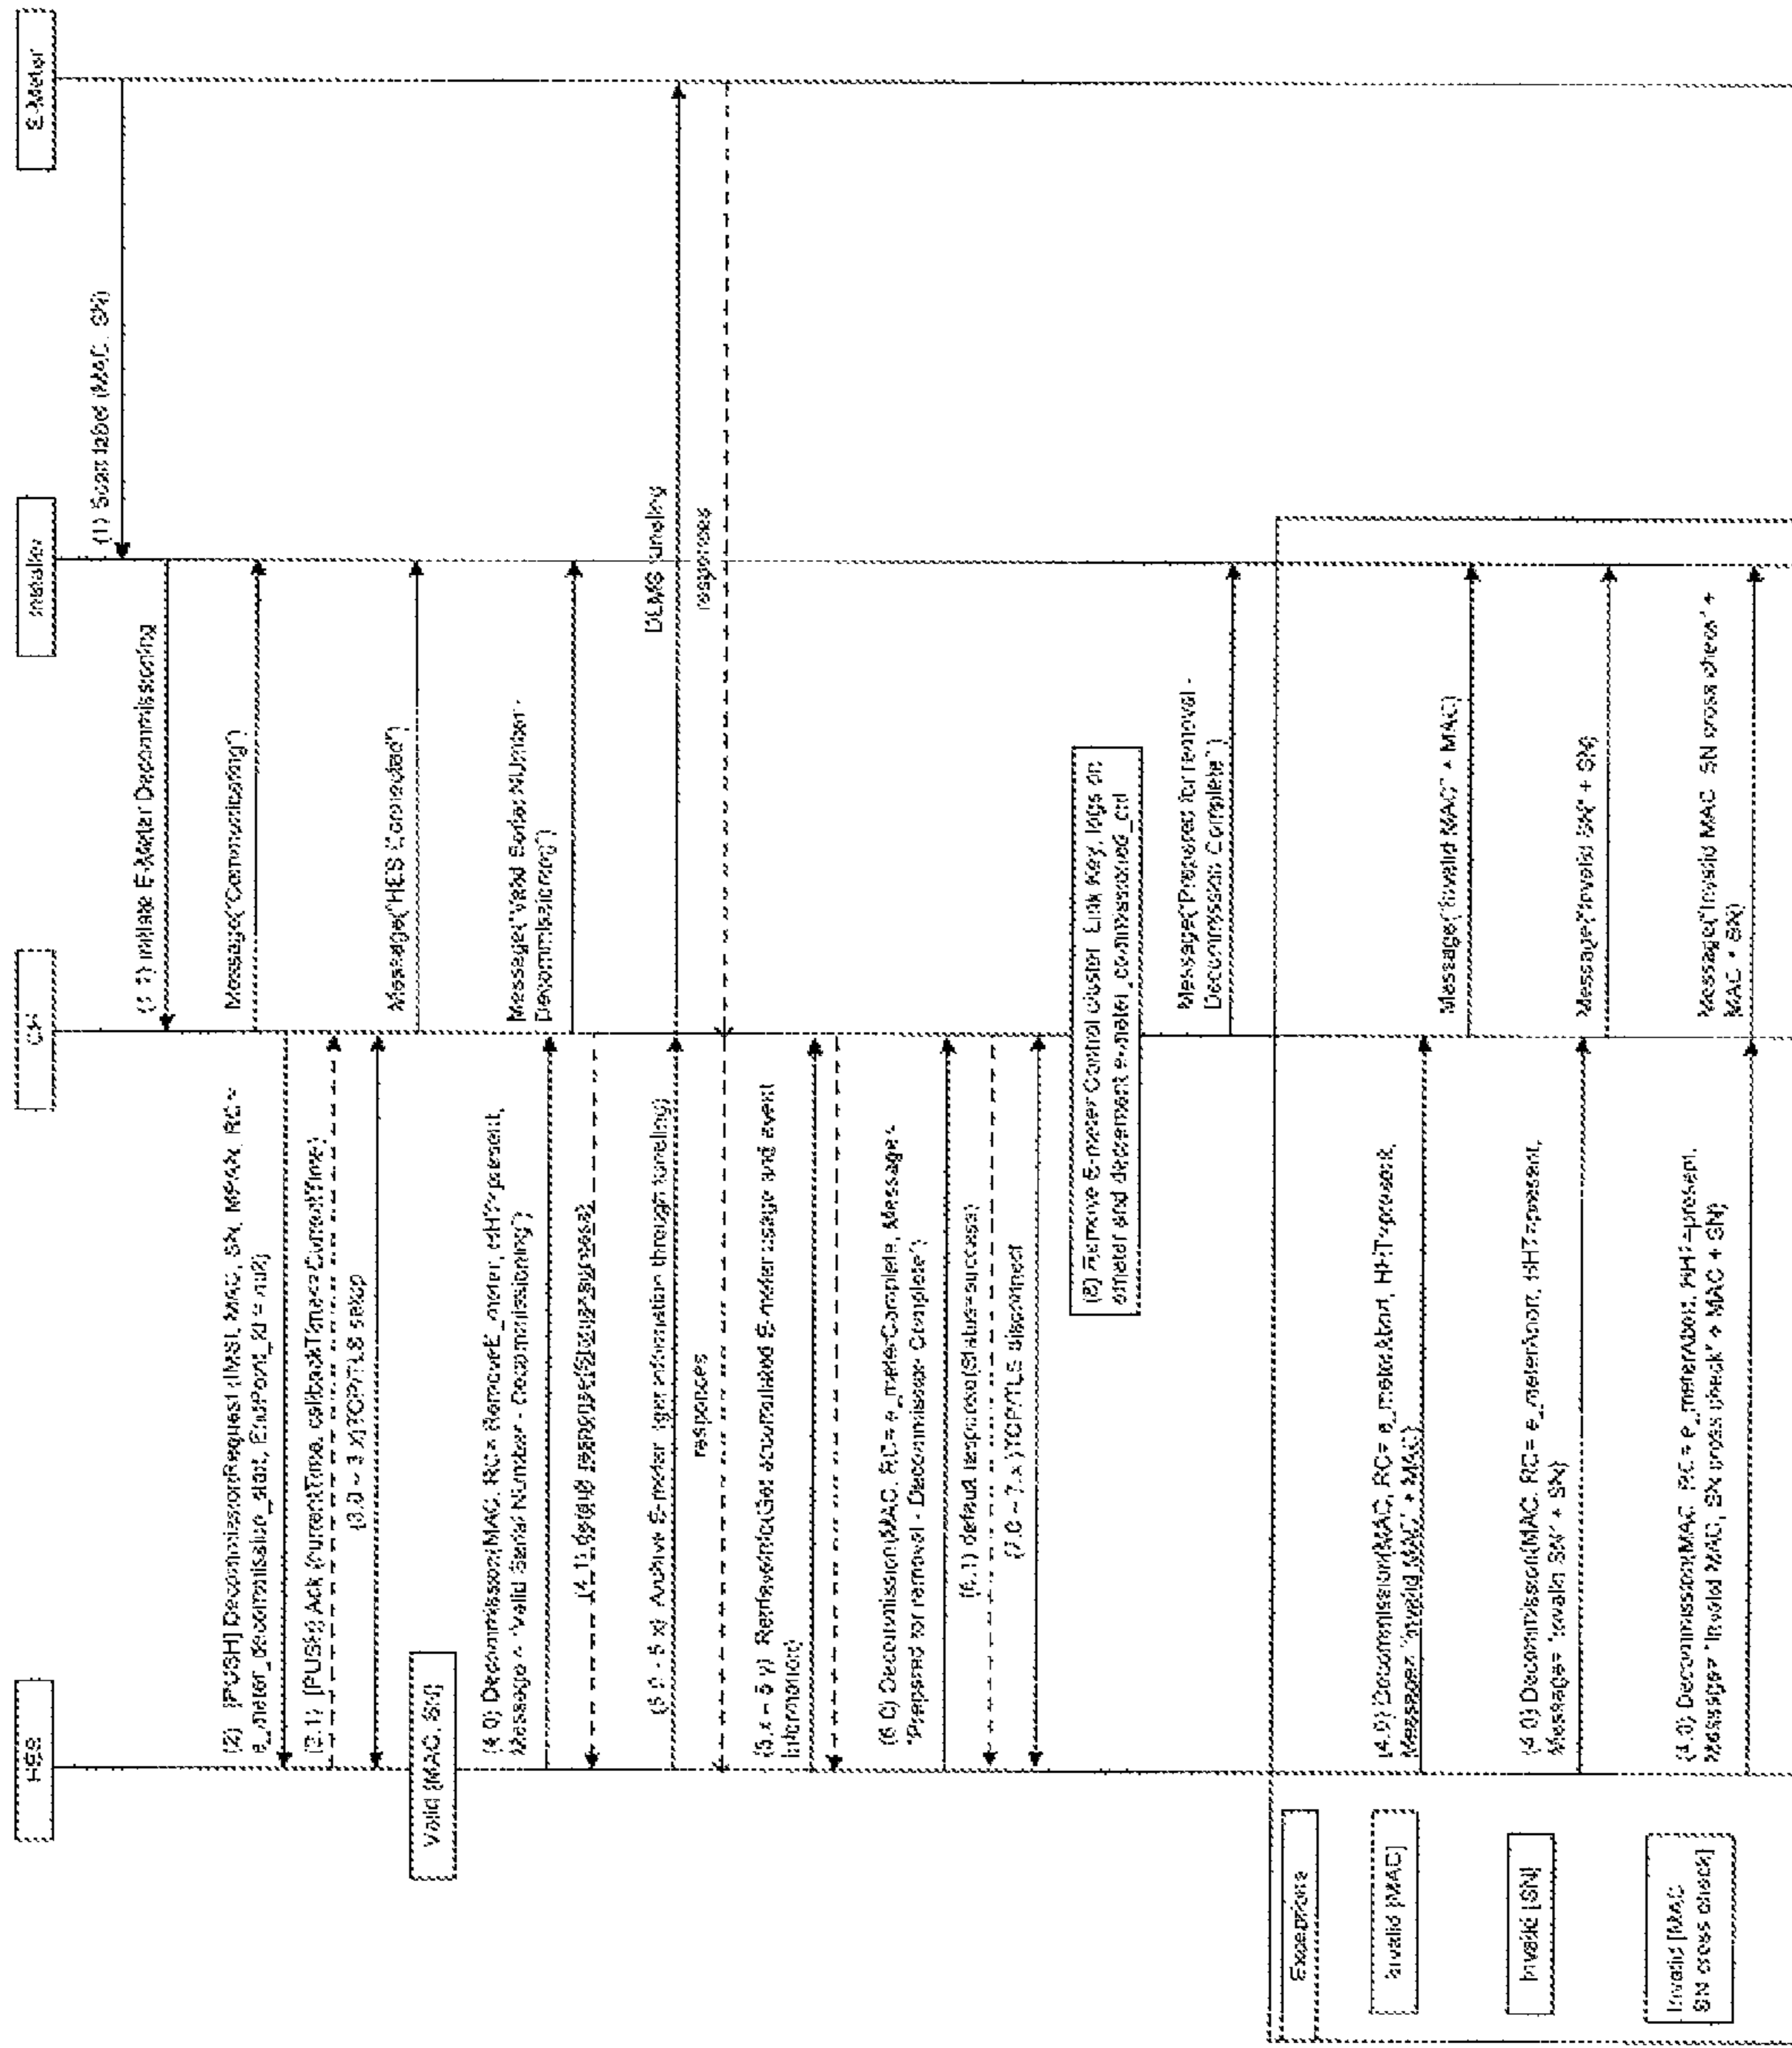 HES
CH
Installer
E-Meter
(1) Scan label (MAC, SN)
(1.1) Initiate E-Meter Decommissioning
Message("Communicating")
(2) [PUSH] DecommissionRequest (IMSI, MAC, SN, MPAN, RC =
e_meter_decommission_start, EndPoint_ID = null)
(2.1) [PUSH] Ack (currentTime, callbackTime<=CurrentTime)
(3.0 - 3.x)TCP/TLS setup
Message("HES Connected")
Valid [MAC, SN]
(4.0) Decommission(MAC, RC= RemoveE_meter, HHT=present,
Message = "Valid Serial Number - Decommissioning")
Message("Valid Serial NUmber -
Decommissioning")
(4.1) default response(Status=success)
(5.0 - 5.x) Archive E-meter information through tunneling)
DLMS tunneling
responses
responses
(5.x - 5.y) RetrieveInfo(Get accumulated E-meter usage and event
Information)
(6.0) Decommission(MAC, RC= e_meterComplete, Message =
"Prepared for removal - Decommission Complete")
(6.1) default response(Status=success)
(7.0 - 7.x)TCP/TLS disconnect
(8) Remove E-meter Control cluster Link Key, logs on
emeter and decrement e-meter_commissioned_cnt
Message("Prepared for removal -
Decommission Complete")
Exceptions
Invalid [MAC]
(4.0) Decommission(MAC, RC= e_meterAbort, HHT=present,
Message= "Invalid MAC" + MAC)
Message("Invalid MAC" + MAC)
Invalid [SN]
(4.0) Decommission(MAC, RC= e_meterAbort, HHT=present,
Message= "Invalid SN" + SN)
Message("Invalid SN" + SN)
Invalid [MAC
SN cross check]
(4.0) Decommission(MAC, RC= e_meterAbort, HHT=present,
Message= "Invalid MAC, SN cross check" + MAC + SN)
Message("Invalid MAC, SN cross check" +
MAC + SN)